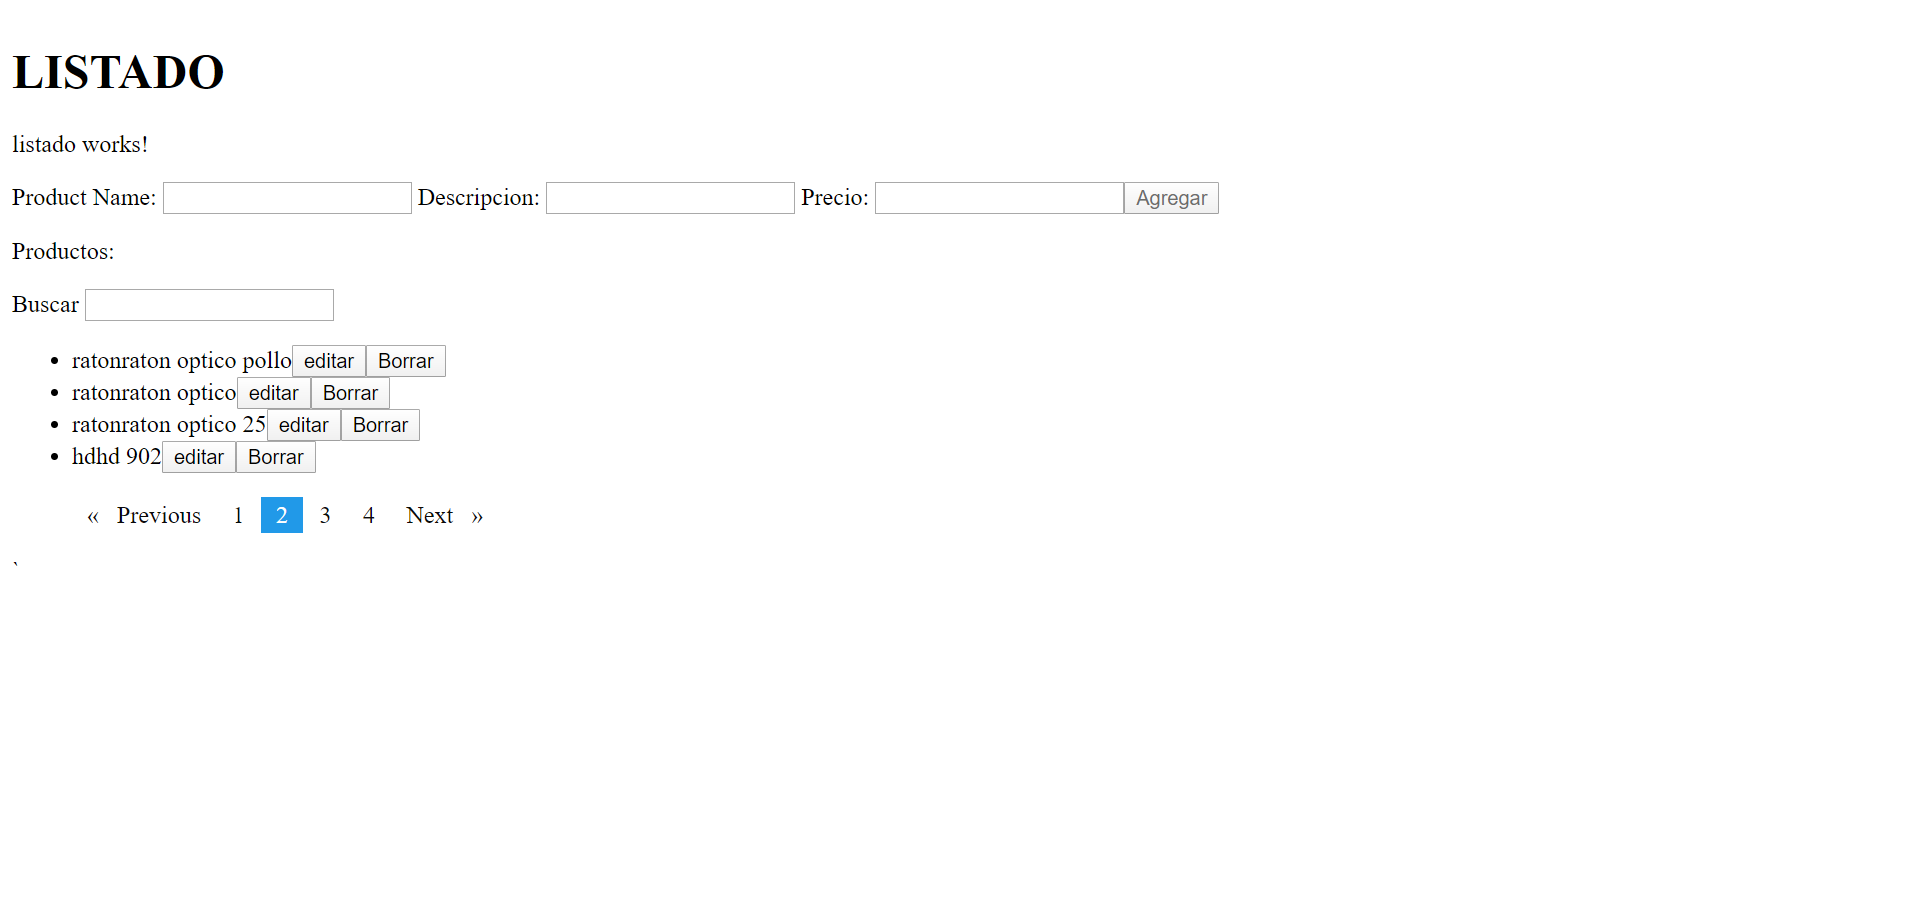 LISTADO
listado works!
Product Name: Descripcion: Precio: Agregar
Productos:
Buscar
• ratonraton optico pollo editar Borrar
• ratonraton optico editar Borrar
• ratonraton optico 25 editar Borrar
• hdhd 902 editar Borrar
« Previous 1 2 3 4 Next »
`